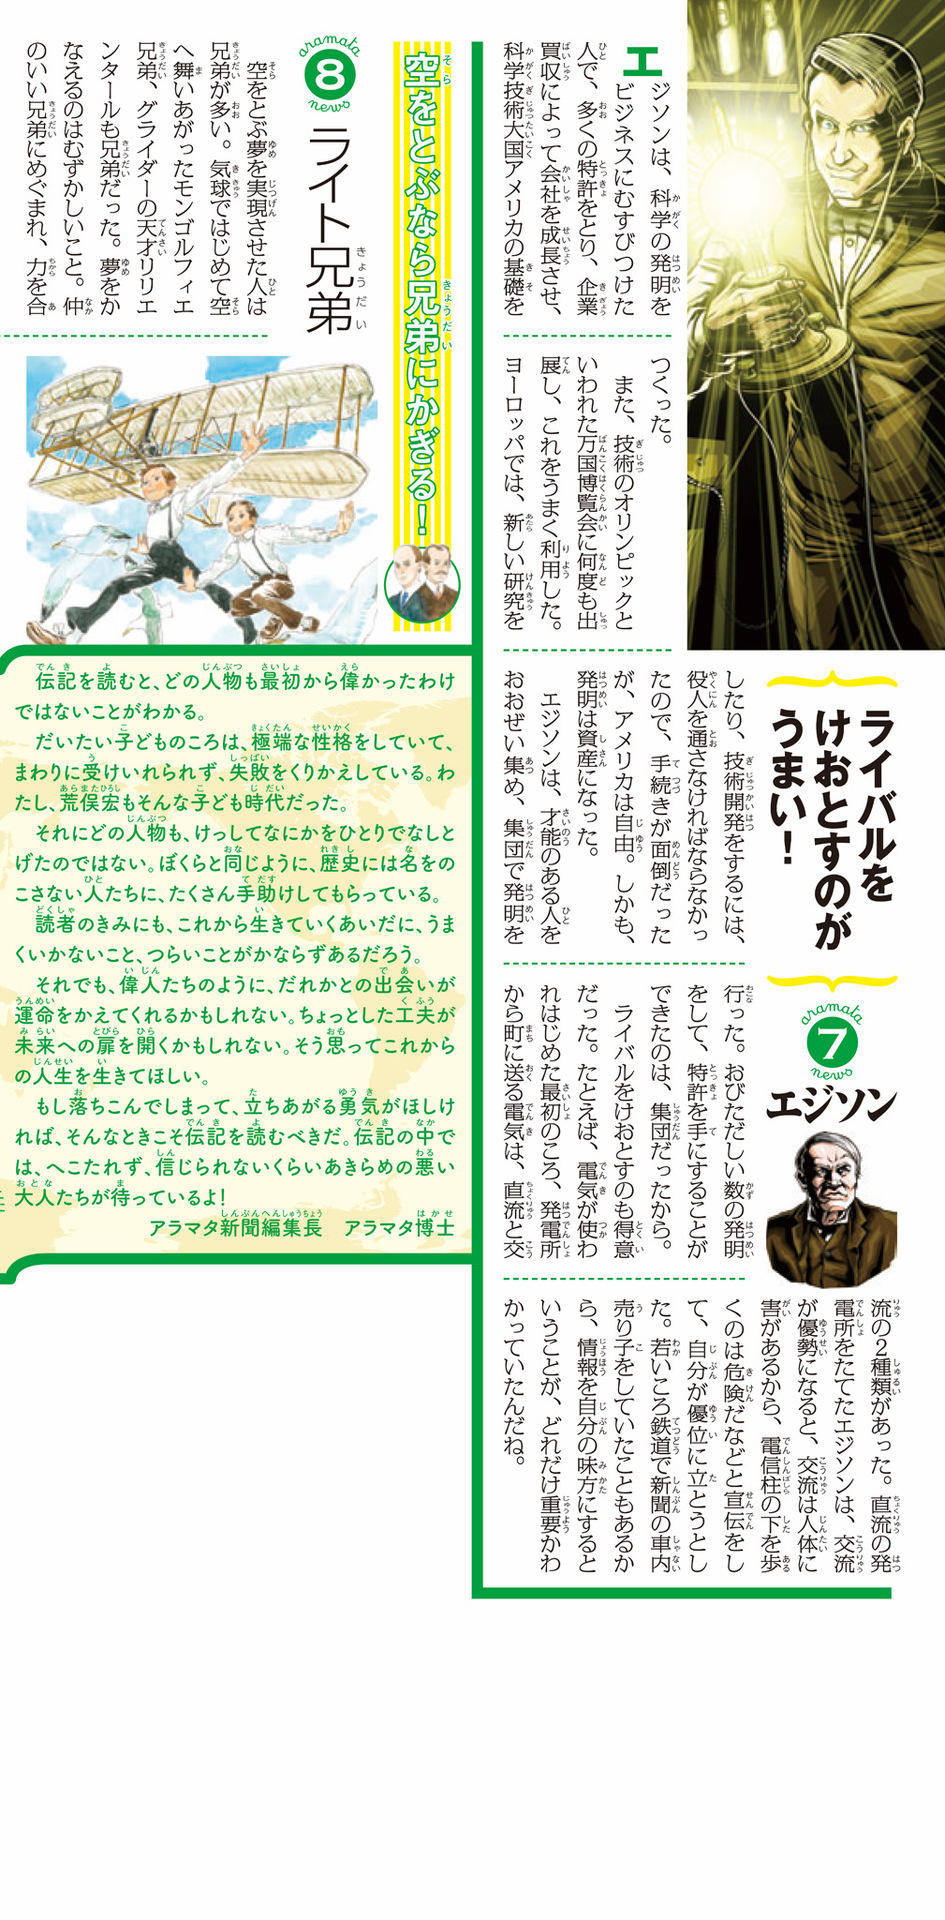 ライバルを
けおとすのが
うまい！
aramata
7
news
エジソン
エジソンは、科学の発明を
ビジネスにむすびつけた
人で、多くの特許をとり、企業
買収によって会社を成長させ、
科学技術大国アメリカの基礎を
つくった。
また、技術のオリンピックと
いわれた万国博覧会に何度も出
展し、これをうまく利用した。
ヨーロッパでは、新しい研究を
したり、技術開発をするには、
役人を通さなければならなかっ
たので、手続きが面倒だった
が、アメリカは自由。しかも、
発明は資産になった。
エジソンは、才能のある人を
おおぜい集め、集団で発明を
行った。おびただしい数の発明
をして、特許を手にすることが
できたのは、集団だったから。
ライバルをけおとすのも得意
だった。たとえば、電気が使わ
れはじめた最初のころ、発電所
から町に送る電気は、直流と交
流の2種類があった。直流の発
電所をたてたエジソンは、交流
が優勢になると、交流は人体に
害があるから、電信柱の下を歩
くのは危険だなどと宣伝をし
て、自分が優位に立とうとし
た。若いころ鉄道で新聞の車内
売り子をしていたこともあるか
ら、情報を自分の味方にすると
いうことが、どれだけ重要かわ
かっていたんだね。
空をとぶなら兄弟にかぎる！
aramata
8
news
ライト兄弟
空をとぶ夢を実現させた人は
兄弟が多い。気球ではじめて空
へ舞いあがったモンゴルフィエ
兄弟、グライダーの天才リリエ
ンタールも兄弟だった。夢をか
なえるのはむずかしいこと。仲
のいい兄弟にめぐまれ、力を合
伝記を読むと、どの人物も最初から偉かったわけ
ではないことがわかる。
だいたい子どものころは、極端な性格をしていて、
まわりに受けいれられず、失敗をくりかえしている。わ
たし、荒俣宏もそんな子ども時代だった。
それにどの人物も、けっしてなにかをひとりでなしと
げたのではない。ぼくらと同じように、歴史には名をの
こさない人たちに、たくさん手助けしてもらっている。
読者のきみにも、これから生きていくあいだに、うま
くいかないこと、つらいことがかならずあるだろう。
それでも、偉人たちのように、だれかとの出会いが
運命をかえてくれるかもしれない。ちょっとした工夫が
未来への扉を開くかもしれない。そう思ってこれから
の人生を生きてほしい。
もし落ちこんでしまって、立ちあがる勇気がほしけ
れば、そんなときこそ伝記を読むべきだ。伝記の中で
は、へこたれず、信じられないくらいあきらめの悪い
大人たちが待っているよ！
アラマタ新聞編集長　アラマタ博士